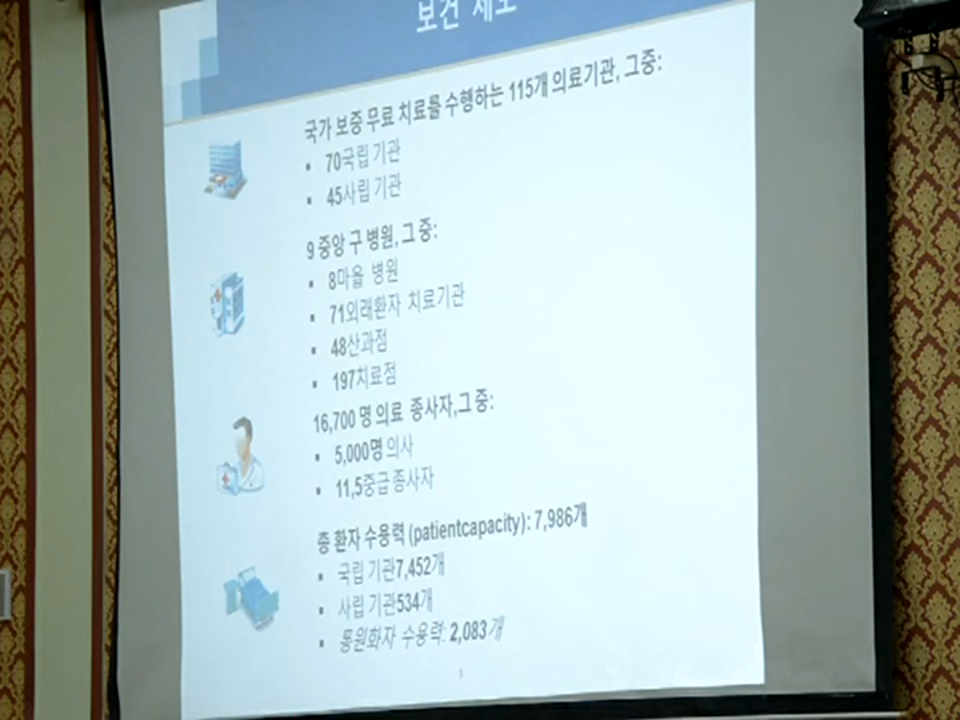 보건 제도
국가 보증 무료 치료를 수행하는 115개 의료기관, 그중:
▪ 70국립 기관
▪ 45사립 기관
9 중앙 구 병원, 그 중:
▪ 8마을 병원
▪ 71외래환자 치료기관
▪ 48산과점
▪ 197치료점
16,700 명 의료 종사자,그 중:
▪ 5,000명 의사
▪ 11,5중급 종사자
총 환자 수용력 (patientcapacity): 7,986개
▪ 국립 기관7,452개
▪ 사립 기관534개
▪ 통원화자 수용력: 2,083개